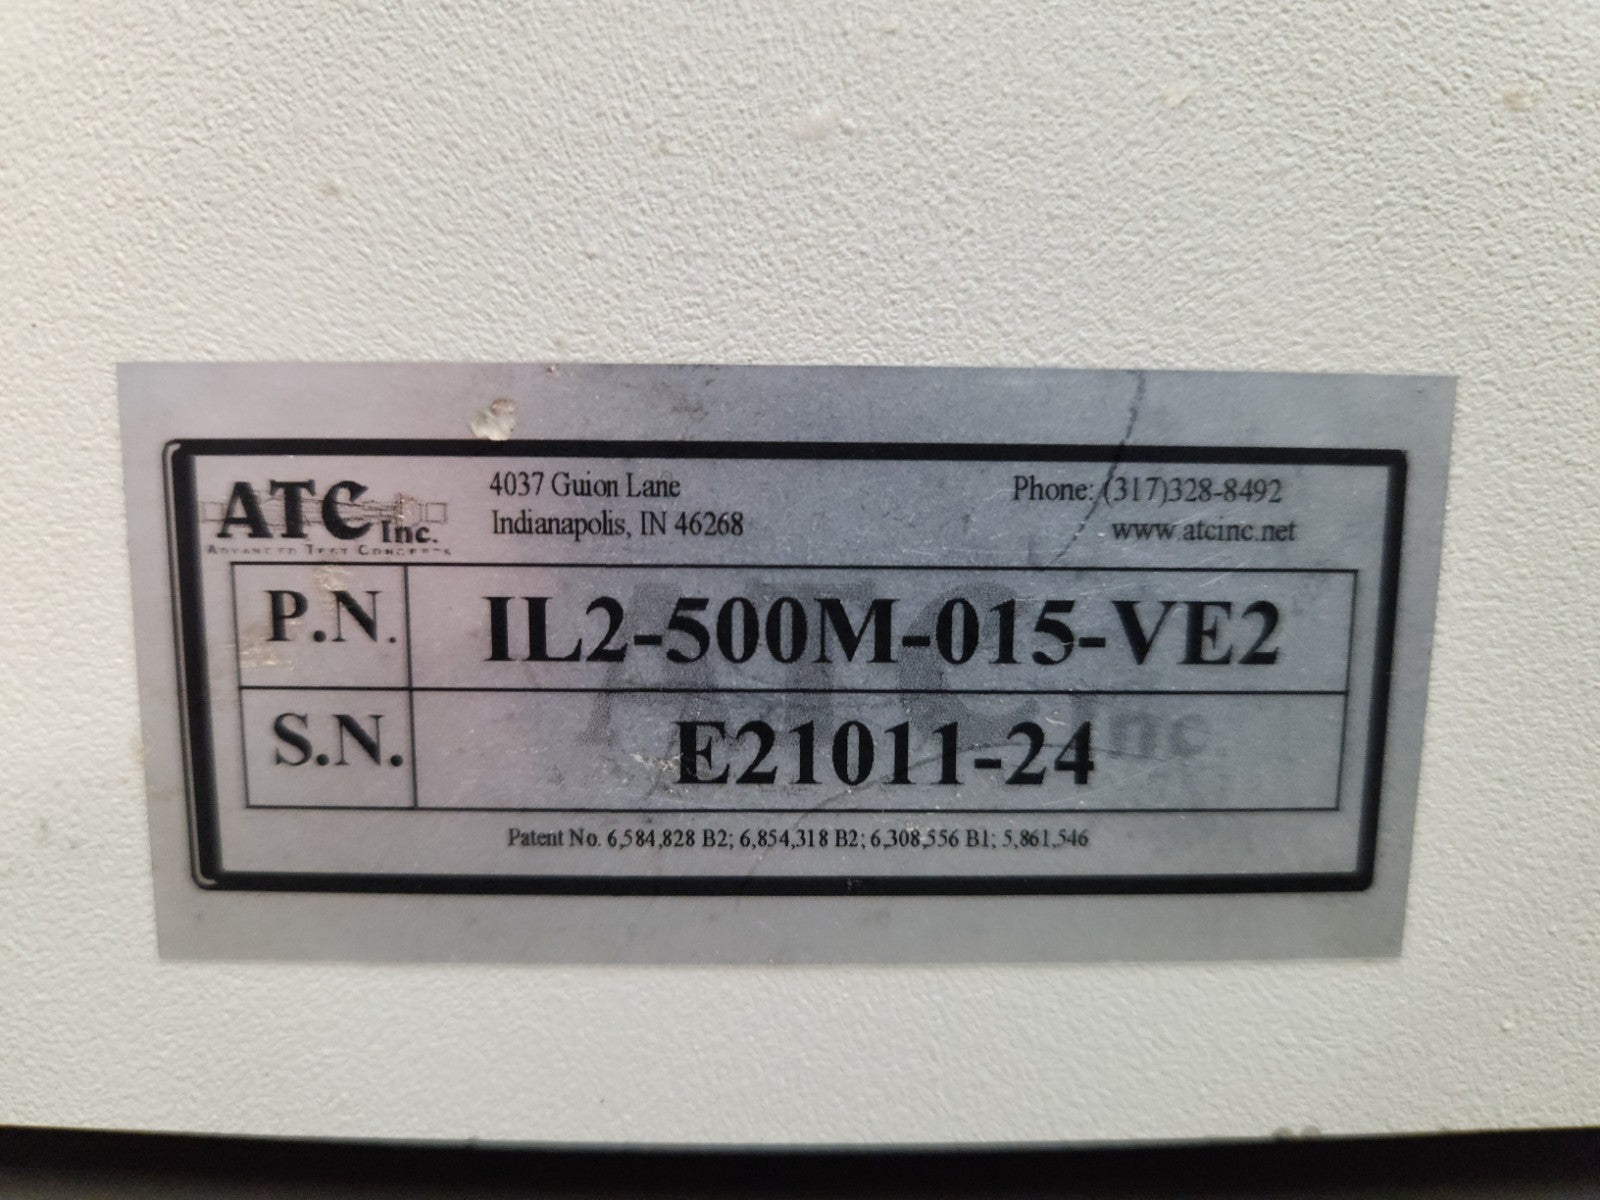 ATC Inc.
Advanced Test Concepts
4037 Guion Lane
Indianapolis, IN 46268
Phone: (317)328-8492
www.atcinc.net
P.N. IL2-500M-015-VE2
S.N. E21011-24
ATC Inc
Patent No. 6,584,828 B2; 6,854,318 B2; 6,308,556 B1; 5,861,546